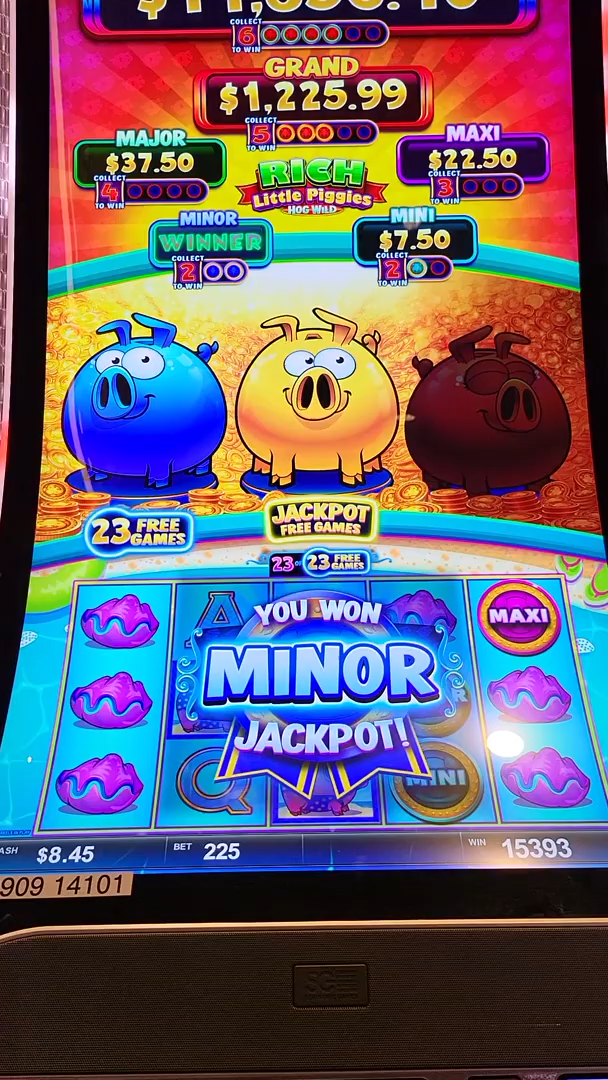 COLLECT
6
TO WIN
GRAND
$1,225.99
COLLECT
5
TO WIN
MAJOR
$37.50
COLLECT
4
TO WIN
MAXI
$22.50
COLLECT
3
TO WIN
RICH
Little Piggies
HOG WILD
MINOR
WINNER
COLLECT
2
TO WIN
MINI
$7.50
COLLECT
2
TO WIN
23 FREE
GAMES
JACKPOT
FREE GAMES
23 OF 23 FREE
GAMES
A
YOU WON
MINOR
JACKPOT!
MAXI
Q
MINI
$8.45
BET 225
WIN 15393
909 14101